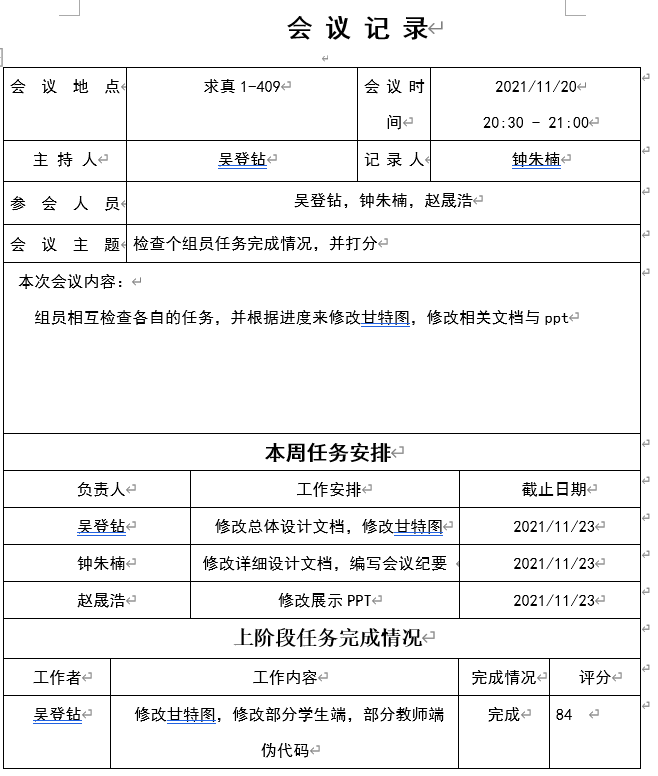 会 议 记 录
会 议 地 点 求真1-409 会 议 时 2021/11/20
间 20:30 - 21:00
主 持 人 吴登钻 记 录 人 钟朱楠
参 会 人 员 吴登钻，钟朱楠，赵晟浩
会 议 主 题 检查个组员任务完成情况，并打分
本次会议内容：
组员相互检查各自的任务，并根据进度来修改甘特图，修改相关文档与ppt
本周任务安排
负责人 工作安排 截止日期
吴登钻 修改总体设计文档，修改甘特图 2021/11/23
钟朱楠 修改详细设计文档，编写会议纪要 2021/11/23
赵晟浩 修改展示PPT 2021/11/23
上阶段任务完成情况
工作者 工作内容 完成情况 评分
吴登钻 修改甘特图，修改部分学生端，部分教师端 完成 84
伪代码